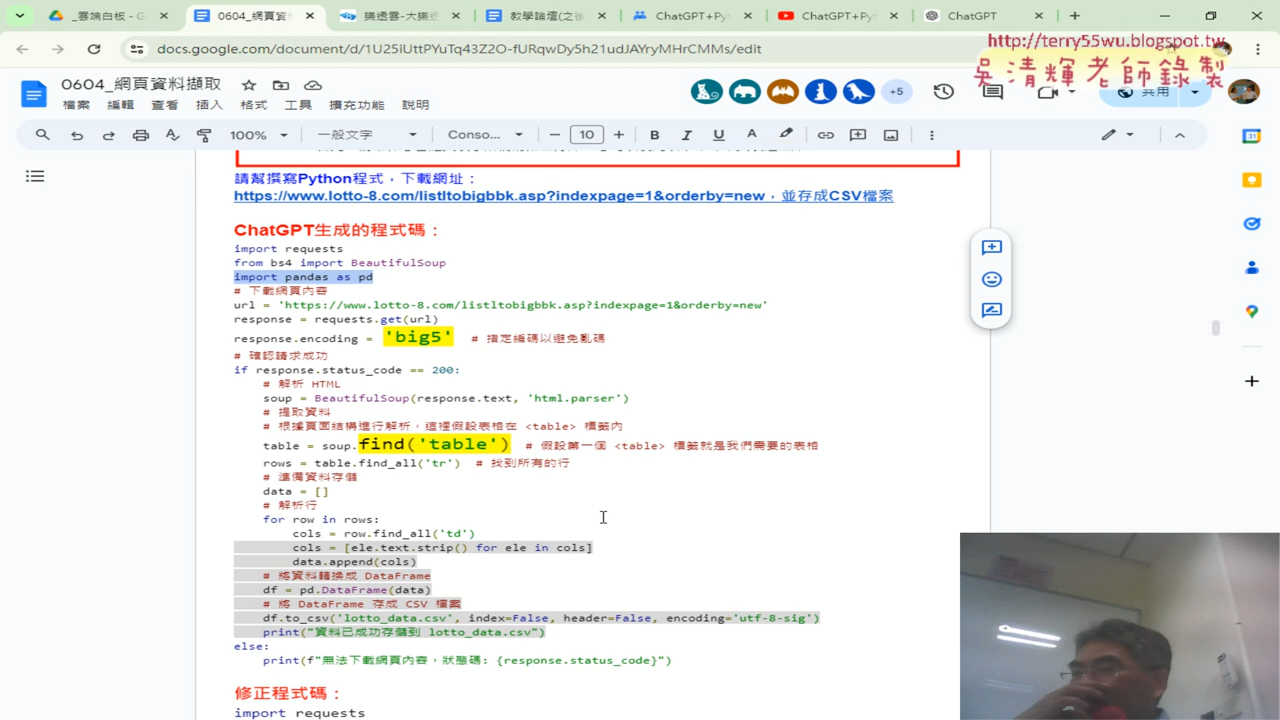 _雲端白板 - G
0604_網頁資
樂透雲-大樂透
教學論壇(之後
ChatGPT+Py
ChatGPT+Py
ChatGPT
docs.google.com/document/d/1U25iUttPYuTq43Z2O-fURqwDy5h21udJAYryMHrCMMs/edit
http://terry55wu.blogspot.tw
吳清輝老師錄製
0604_網頁資料擷取
檔案 編輯 查看 插入 格式 工具 擴充功能 說明
+5
共用
100% 一般文字 Conso... 10
請幫撰寫Python程式，下載網址：
https://www.lotto-8.com/listltobigbbk.asp?indexpage=1&orderby=new，並存成CSV檔案
ChatGPT生成的程式碼：
import requests
from bs4 import BeautifulSoup
import pandas as pd
# 下載網頁內容
url = 'https://www.lotto-8.com/listltobigbbk.asp?indexpage=1&orderby=new'
response = requests.get(url)
response.encoding = 'big5' # 指定編碼以避免亂碼
# 確認請求成功
if response.status_code == 200:
# 解析 HTML
soup = BeautifulSoup(response.text, 'html.parser')
# 提取資料
# 根據頁面結構進行解析，這裡假設表格在 <table> 標籤內
table = soup.find('table') # 假設第一個 <table> 標籤就是我們需要的表格
rows = table.find_all('tr') # 找到所有的行
# 準備資料存儲
data = []
# 解析行
for row in rows:
cols = row.find_all('td')
cols = [ele.text.strip() for ele in cols]
data.append(cols)
# 將資料轉換成 DataFrame
df = pd.DataFrame(data)
# 將 DataFrame 存成 CSV 檔案
df.to_csv('lotto_data.csv', index=False, header=False, encoding='utf-8-sig')
print("資料已成功存儲到 lotto_data.csv")
else:
print(f"無法下載網頁內容，狀態碼: {response.status_code}")
修正程式碼：
import requests